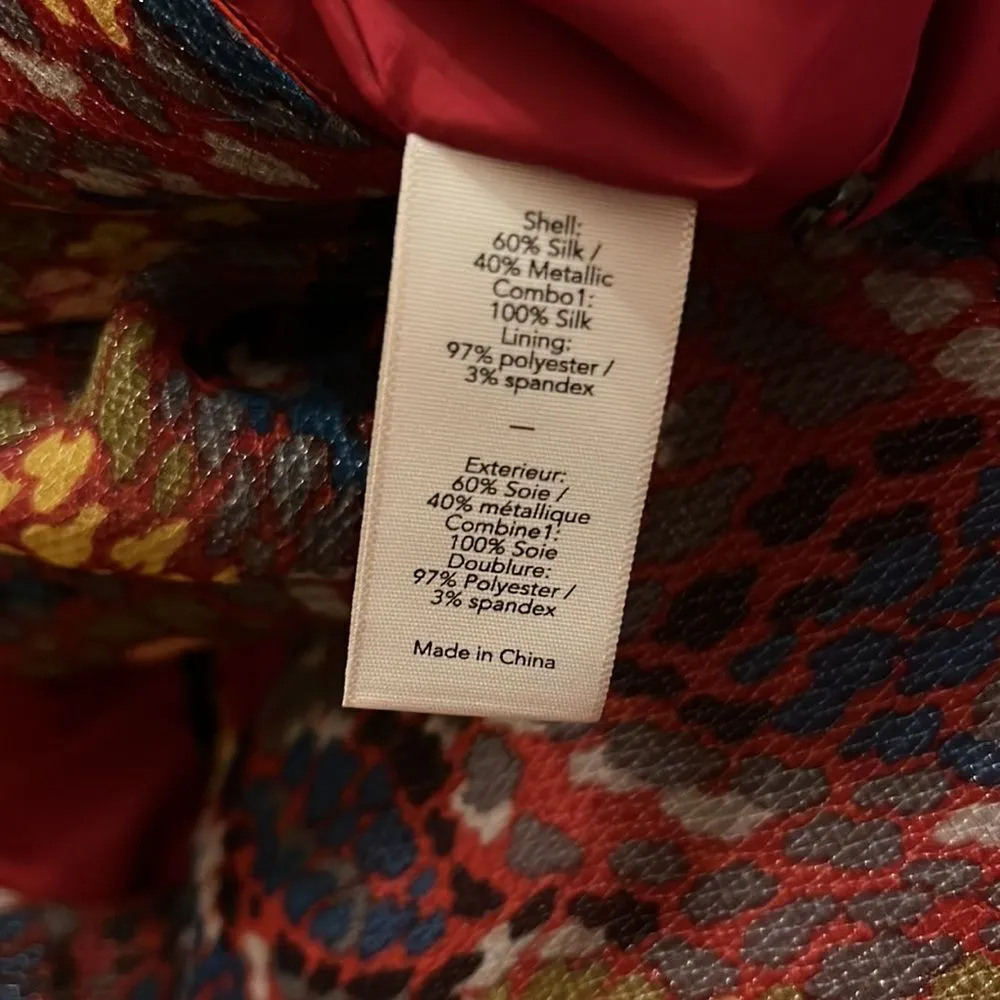 Shell:
60% Silk /
40% Metallic
Combo1:
100% Silk
Lining:
97% polyester /
3% spandex
—
Exterieur:
60% Soie /
40% métallique
Combine1:
100% Soie
Doublure:
97% Polyester /
3% spandex
Made in China